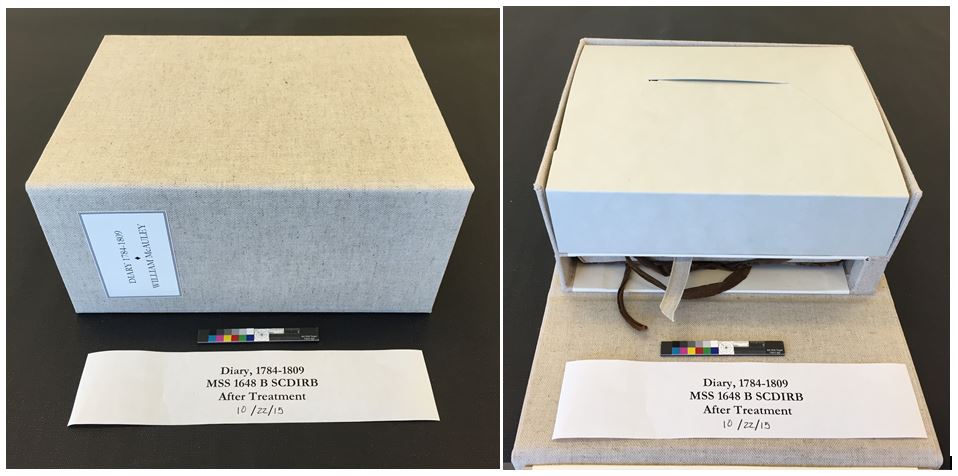 DIARY 1784-1809
WILLIAM McAULEY
Diary, 1784-1809
MSS 1648 B SCDIRB
After Treatment
10/22/15
Diary, 1784-1809
MSS 1648 B SCDIRB
After Treatment
10/22/15